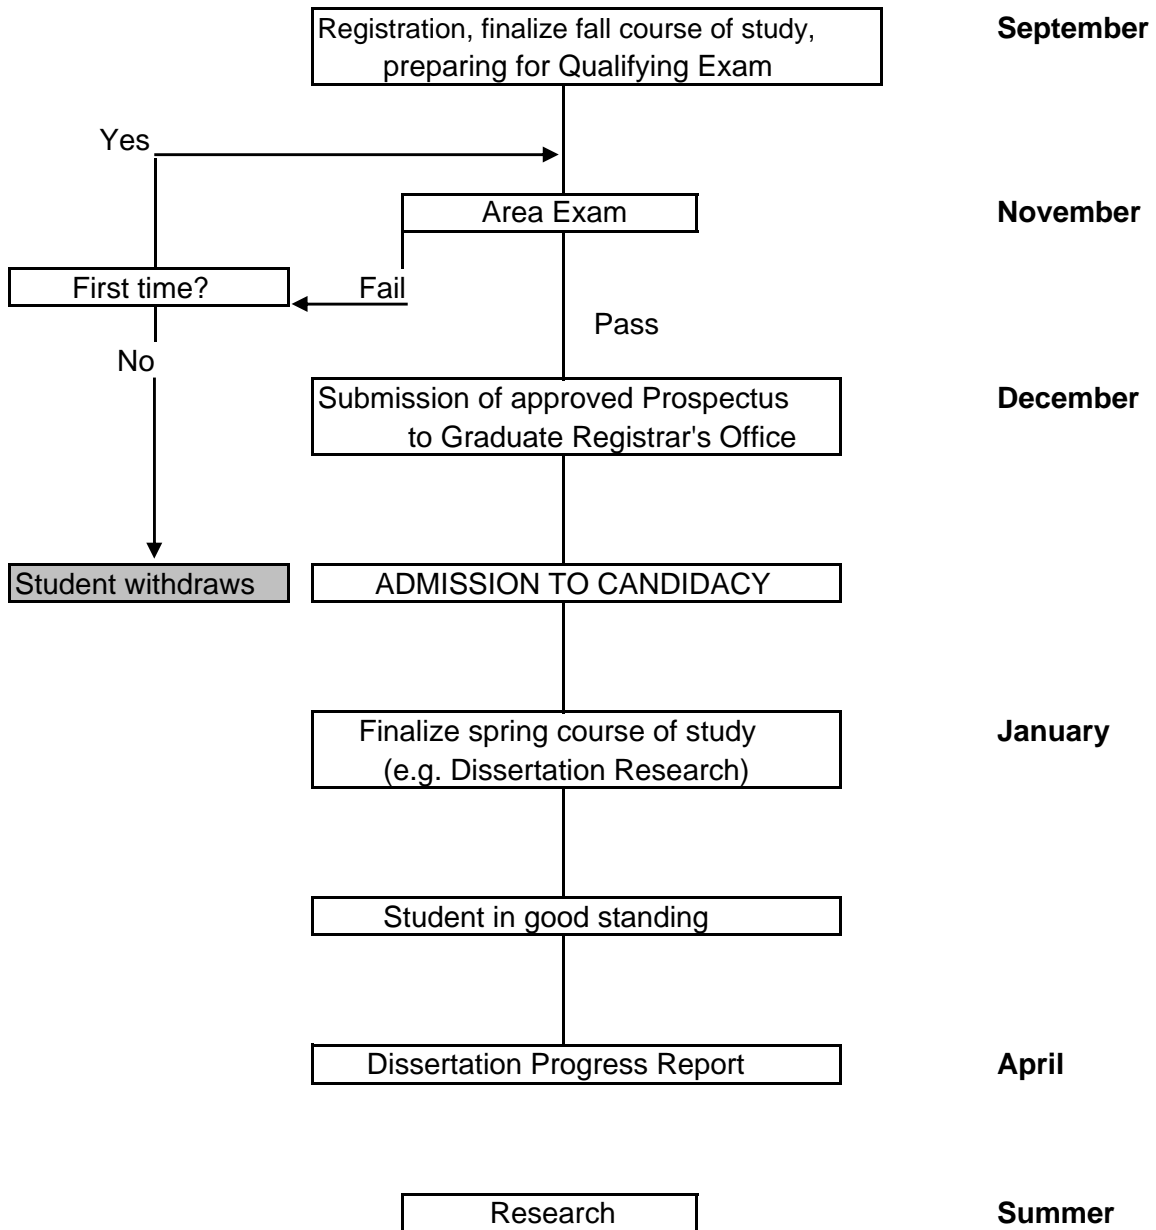 Registration, finalize fall course of study,
preparing for Qualifying Exam
September
Yes
Area Exam
November
First time?
Fail
Pass
No
Submission of approved Prospectus
to Graduate Registrar's Office
December
Student withdraws
ADMISSION TO CANDIDACY
Finalize spring course of study
(e.g. Dissertation Research)
January
Student in good standing
Dissertation Progress Report
April
Research
Summer